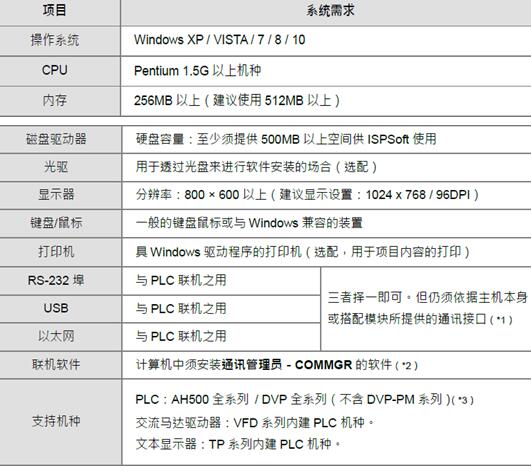 项目 系统需求
操作系统 Windows XP / VISTA / 7 / 8 / 10
CPU Pentium 1.5G 以上机种
内存 256MB 以上 ( 建议使用 512MB 以上 )
磁盘驱动器 硬盘容量：至少须提供 500MB 以上空间供 ISPSoft 使用
光驱 用于透过光盘来进行软件安装的场合 ( 选配 )
显示器 分辨率：800 × 600 以上 ( 建议显示设置：1024 x 768 / 96DPI )
键盘/鼠标 一般的键盘鼠标或与 Windows 兼容的装置
打印机 具 Windows 驱动程序的打印机 ( 选配，用于项目内容的打印 )
RS-232 埠 与 PLC 联机之用
USB 与 PLC 联机之用
以太网 与 PLC 联机之用
三者择一即可。但仍须依据主机本身
或搭配模块所提供的通讯接口 ( *1 )
联机软件 计算机中须安装通讯管理员 - COMMGR 的软件 ( *2 )
支持机种 PLC：AH500 全系列 / DVP 全系列 ( 不含 DVP-PM 系列 )( *3 )
交流马达驱动器：VFD 系列内建 PLC 机种。
文本显示器：TP 系列内建 PLC 机种。